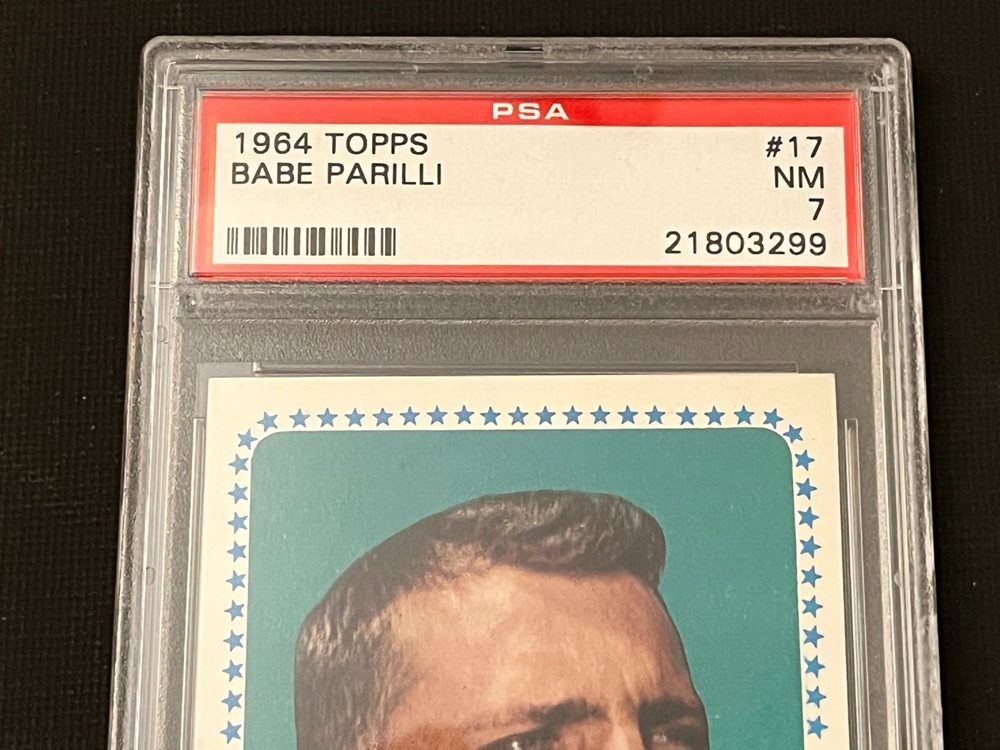 PSA
1964 TOPPS #17
BABE PARILLI NM
7
21803299